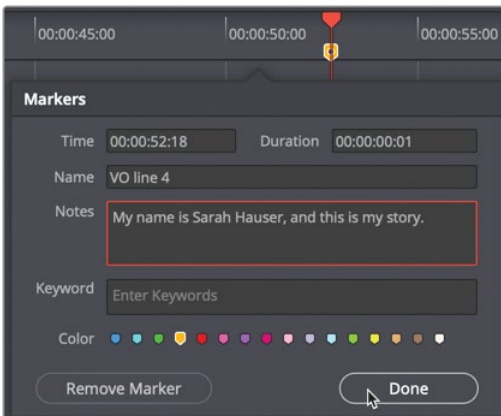 00:00:45:00 00:00:50:00 00:00:55:00
Markers
Time 00:00:52:18 Duration 00:00:00:01
Name VO line 4
Notes My name is Sarah Hauser, and this is my story.
Keyword Enter Keywords
Color
Remove Marker Done